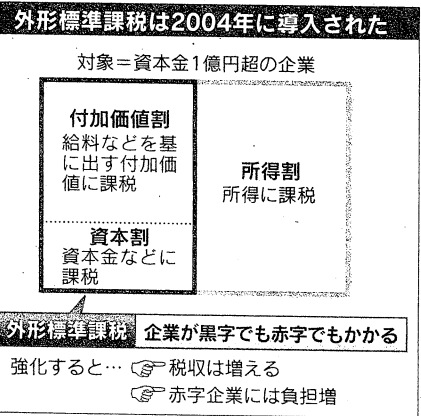 外形標準課税は2004年に導入された
対象＝資本金1億円超の企業
付加価値割
給料などを基
に出す付加価
値に課税
資本割
資本金などに
課税
所得割
所得に課税
外形標準課税 企業が黒字でも赤字でもかかる
強化すると… ☞税収は増える
☞赤字企業には負担増